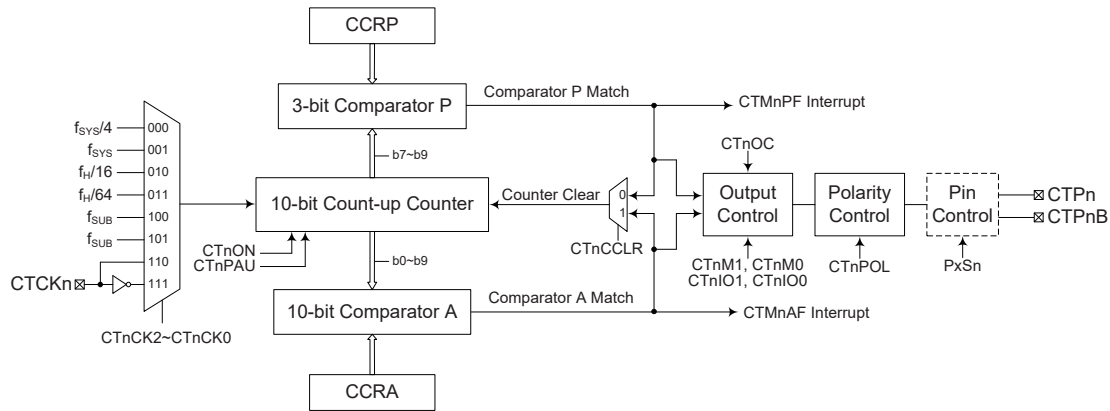 CCRP
3-bit Comparator P
Comparator P Match
CTMnPF Interrupt
fSYS/4
000
fSYS
001
fH/16
010
fH/64
011
fSUB
100
fSUB
101
110
111
CTCKn
CTnCK2~CTnCK0
b7~b9
10-bit Count-up Counter
CTnON
CTnPAU
b0~b9
Counter Clear
0
1
CTnCCLR
CTnOC
Output
Control
CTnM1, CTnM0
CTnIO1, CTnIO0
Polarity
Control
CTnPOL
Pin
Control
PxSn
CTPn
CTPnB
10-bit Comparator A
Comparator A Match
CTMnAF Interrupt
CCRA